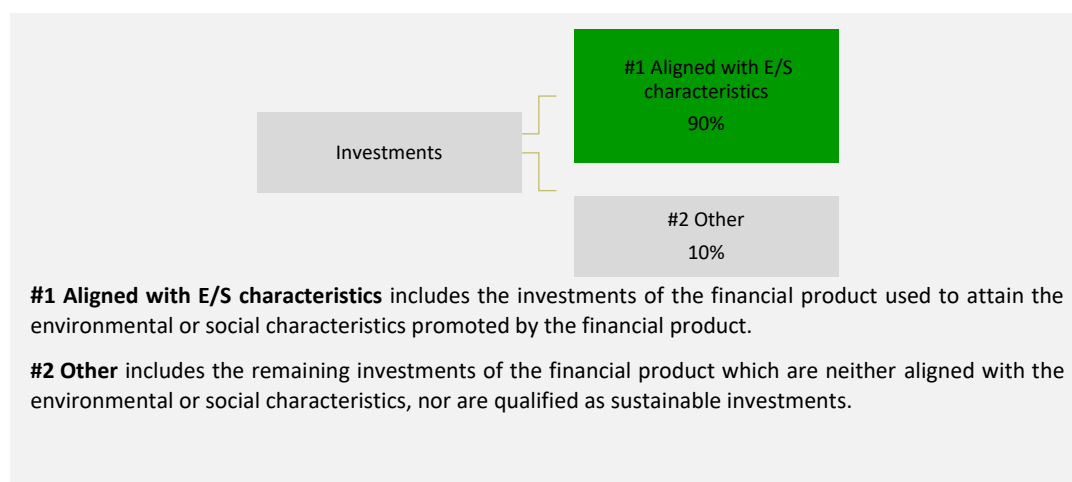 #1 Aligned with E/S
characteristics
90%
Investments
#2 Other
10%
#1 Aligned with E/S characteristics includes the investments of the financial product used to attain the
environmental or social characteristics promoted by the financial product.
#2 Other includes the remaining investments of the financial product which are neither aligned with the
environmental or social characteristics, nor are qualified as sustainable investments.